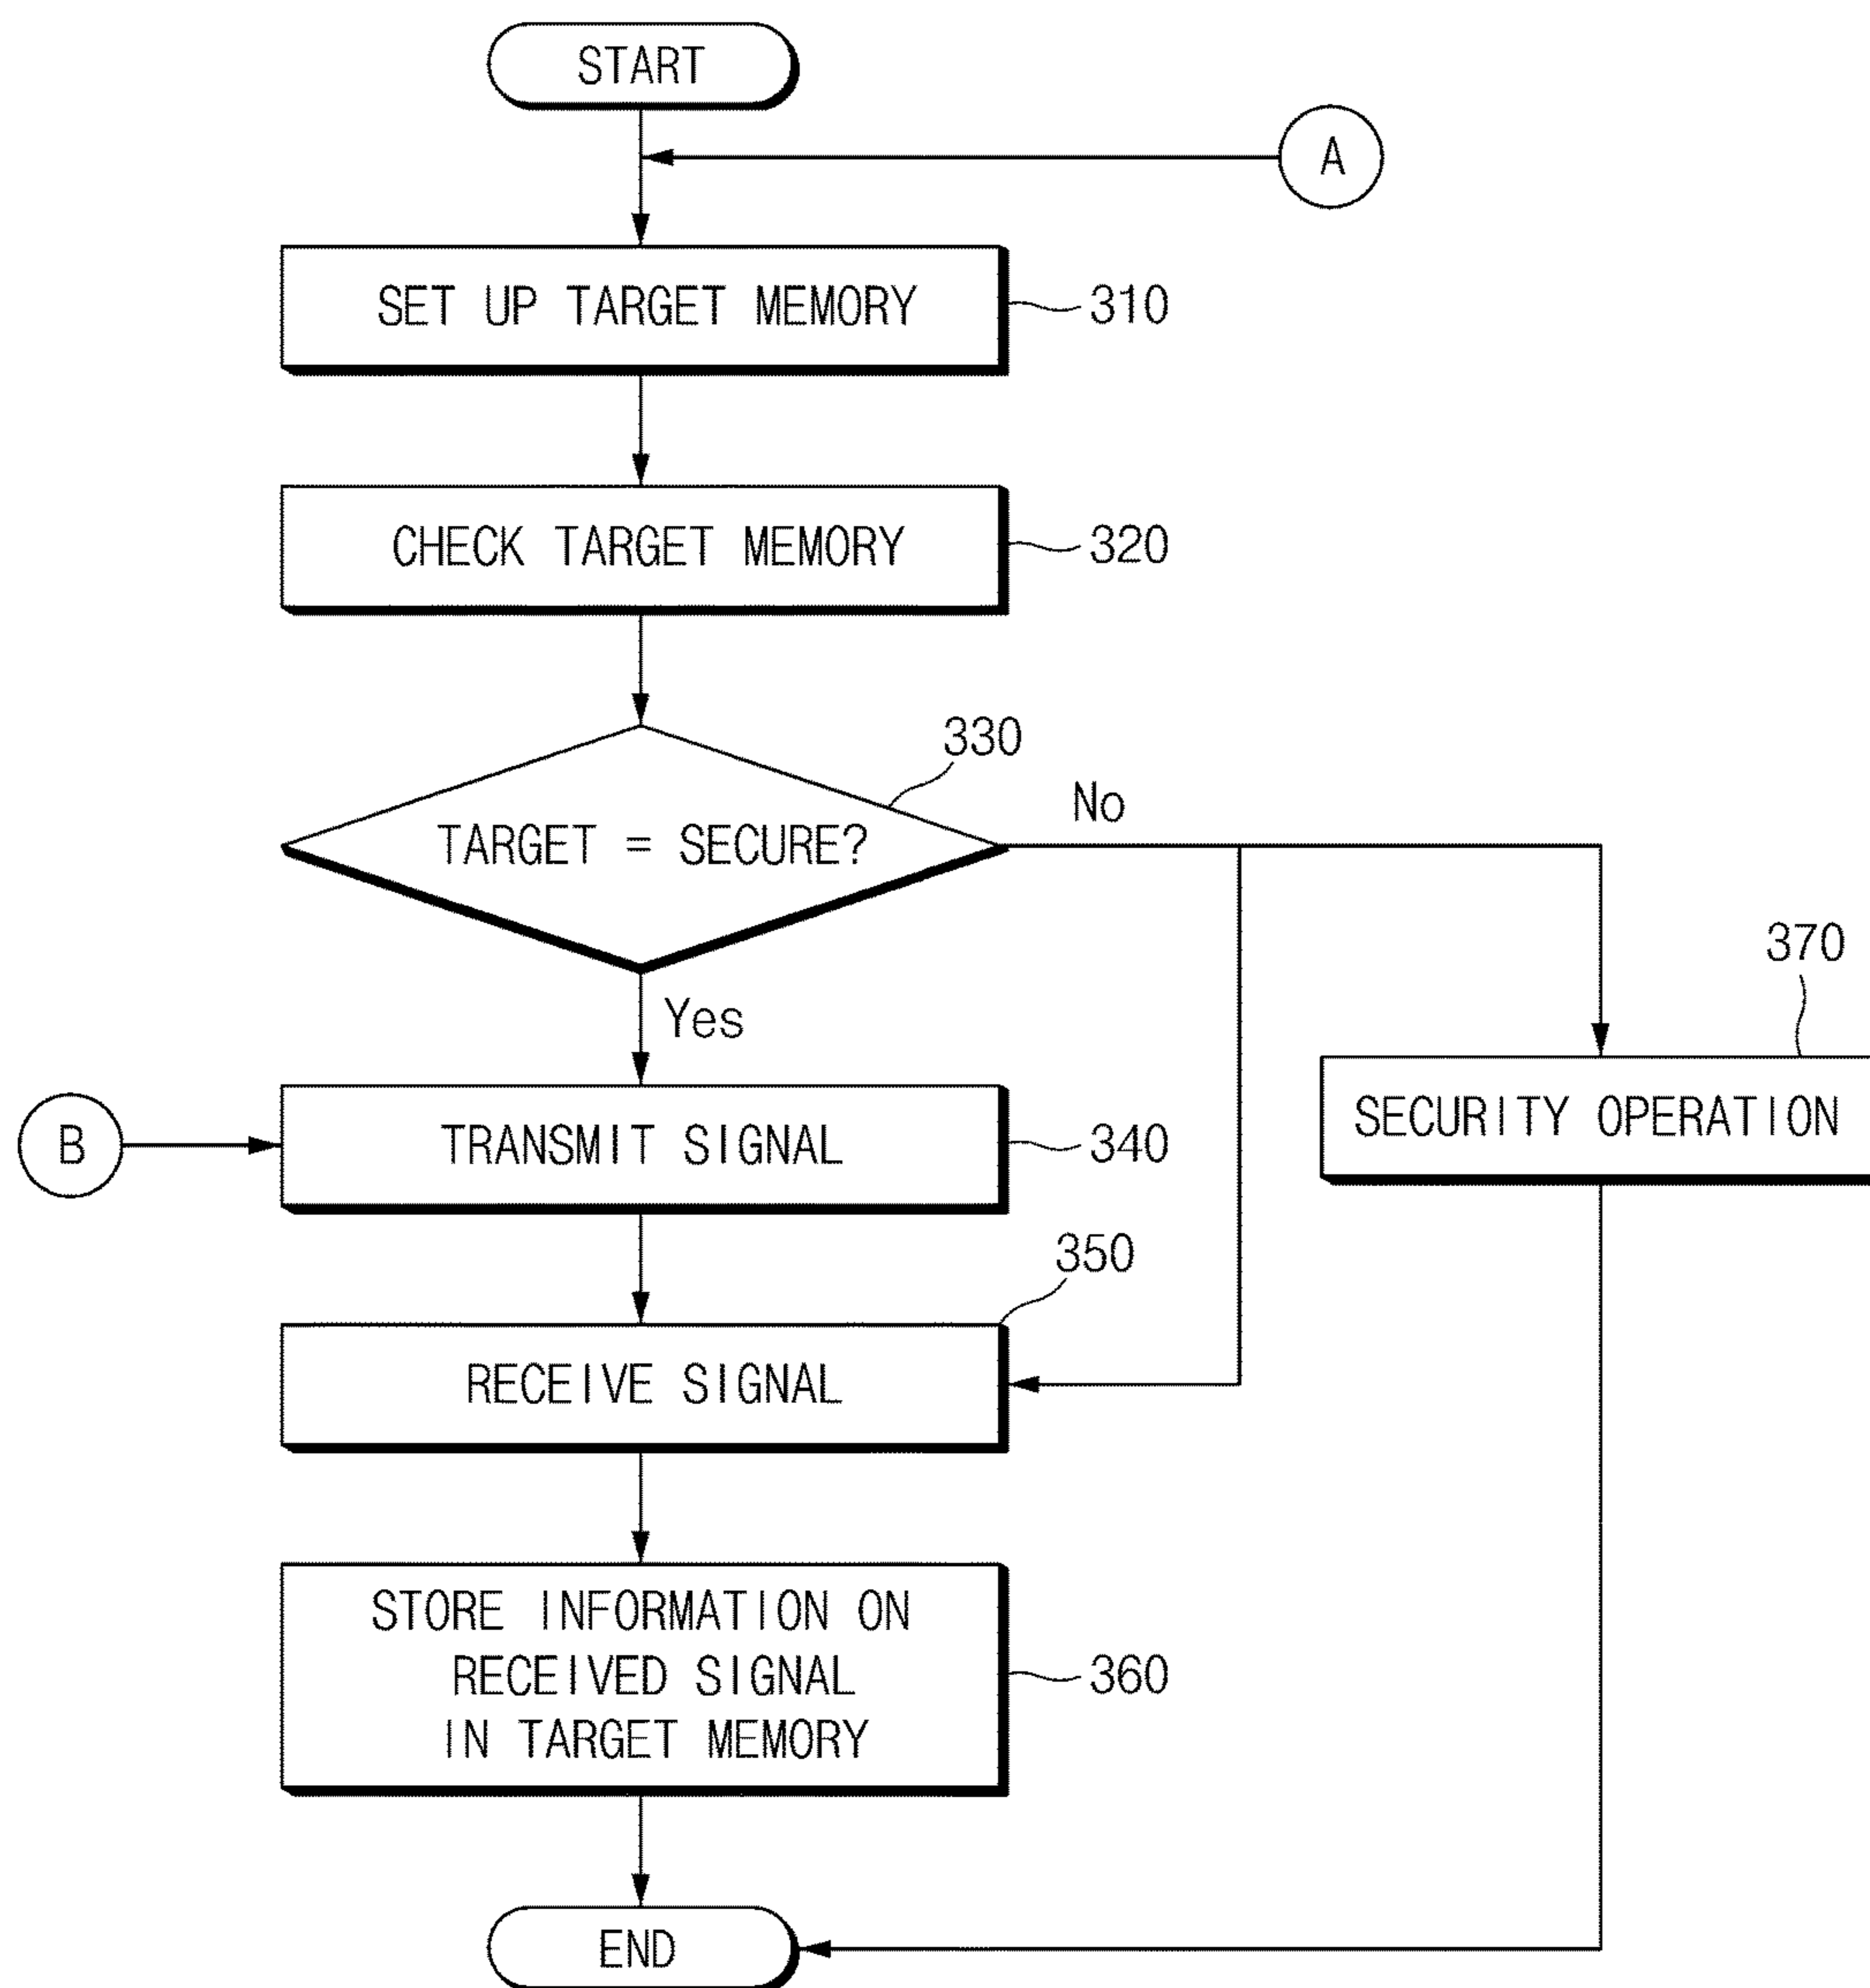 START
A
SET UP TARGET MEMORY
310
CHECK TARGET MEMORY
320
330
TARGET = SECURE?
No
Yes
370
SECURITY OPERATION
B
TRANSMIT SIGNAL
340
350
RECEIVE SIGNAL
STORE INFORMATION ON
RECEIVED SIGNAL
IN TARGET MEMORY
360
END